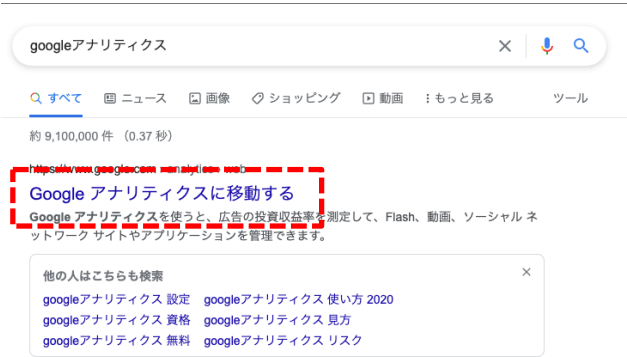 googleアナリティクス
すべて ニュース 画像 ショッピング 動画 もっと見る ツール
約 9,100,000 件 （0.37 秒）
https://www.google.com › analytics › web
Google アナリティクスに移動する
Google アナリティクスを使うと、広告の投資収益率を測定して、Flash、動画、ソーシャル ネ
ットワーク サイトやアプリケーションを管理できます。
他の人はこちらも検索
googleアナリティクス 設定 googleアナリティクス 使い方 2020
googleアナリティクス 資格 googleアナリティクス 見方
googleアナリティクス 無料 googleアナリティクス リスク